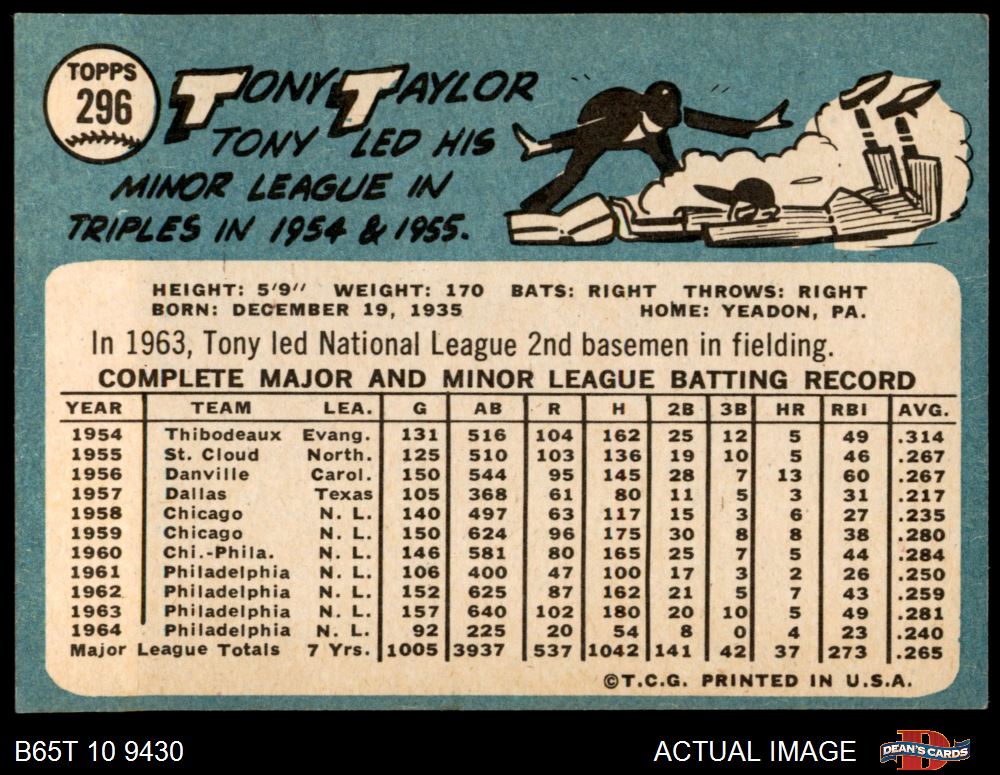 TOPPS
296
TONY TAYLOR
TONY LED HIS
MINOR LEAGUE IN
TRIPLES IN 1954 & 1955.
HEIGHT: 5'9" WEIGHT: 170 BATS: RIGHT THROWS: RIGHT
BORN: DECEMBER 19, 1935 HOME: YEADON, PA.
In 1963, Tony led National League 2nd basemen in fielding.
COMPLETE MAJOR AND MINOR LEAGUE BATTING RECORD
YEAR TEAM LEA. G AB R H 2B 3B HR RBI AVG.
1954 Thibodeaux Evang. 131 516 104 162 25 12 5 49 .314
1955 St. Cloud North. 125 510 103 136 19 10 5 46 .267
1956 Danville Carol. 150 544 95 145 28 7 13 60 .267
1957 Dallas Texas 105 368 61 80 11 5 3 31 .217
1958 Chicago N. L. 140 497 63 117 15 3 6 27 .235
1959 Chicago N. L. 150 624 96 175 30 8 8 38 .280
1960 Chi.-Phila. N. L. 146 581 80 165 25 7 5 44 .284
1961 Philadelphia N. L. 106 400 47 100 17 3 2 26 .250
1962 Philadelphia N. L. 152 625 87 162 21 5 7 43 .259
1963 Philadelphia N. L. 157 640 102 180 20 10 5 49 .281
1964 Philadelphia N. L. 92 225 20 54 8 0 4 23 .240
Major League Totals 7 Yrs. 1005 3937 537 1042 141 42 37 273 .265
©T.C.G. PRINTED IN U.S.A.
B65T 10 9430 ACTUAL IMAGE DEAN'S CARDS